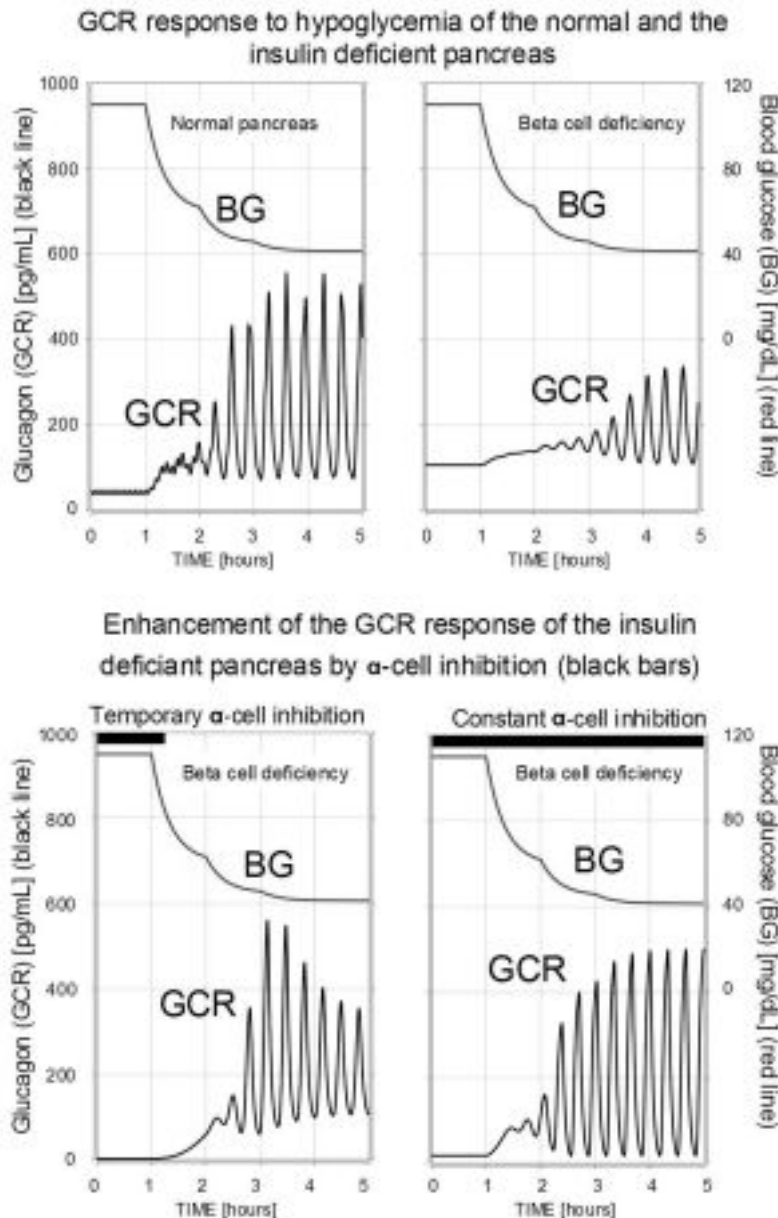 GCR response to hypoglycemia of the normal and the
insulin deficient pancreas
1000
800
600
400
200
0
Glucagon (GCR) [pg/mL] (black line)
Normal pancreas
BG
GCR
0 1 2 3 4 5
TIME [hours]
Beta cell deficiency
BG
GCR
0 1 2 3 4 5
TIME [hours]
120
80
40
0
Blood glucose (BG) [mg/dL] (red line)
Enhancement of the GCR response of the insulin
deficiant pancreas by α-cell inhibition (black bars)
Temporary α-cell inhibition
1000
800
600
400
200
0
Glucagon (GCR) [pg/mL] (black line)
Beta cell deficiency
BG
GCR
0 1 2 3 4 5
TIME [hours]
Constant α-cell inhibition
Beta cell deficiency
BG
GCR
0 1 2 3 4 5
TIME [hours]
120
80
40
0
Blood glucose (BG) [mg/dL] (red line)